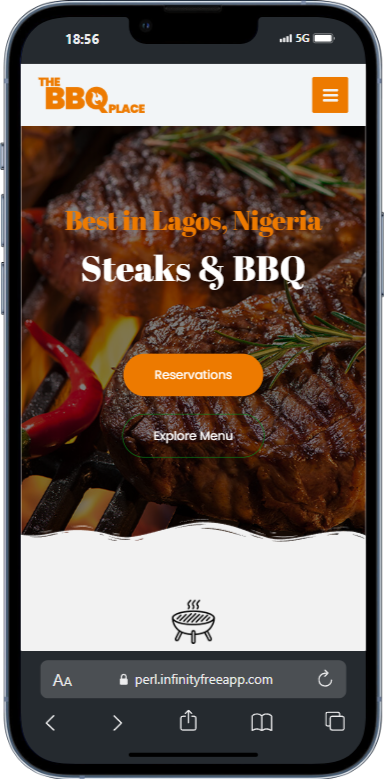 18:56
5G
THE
BBQ
PLACE
Best in Lagos, Nigeria
Steaks & BBQ
Reservations
Explore Menu
AA
perl.infinityfreeapp.com